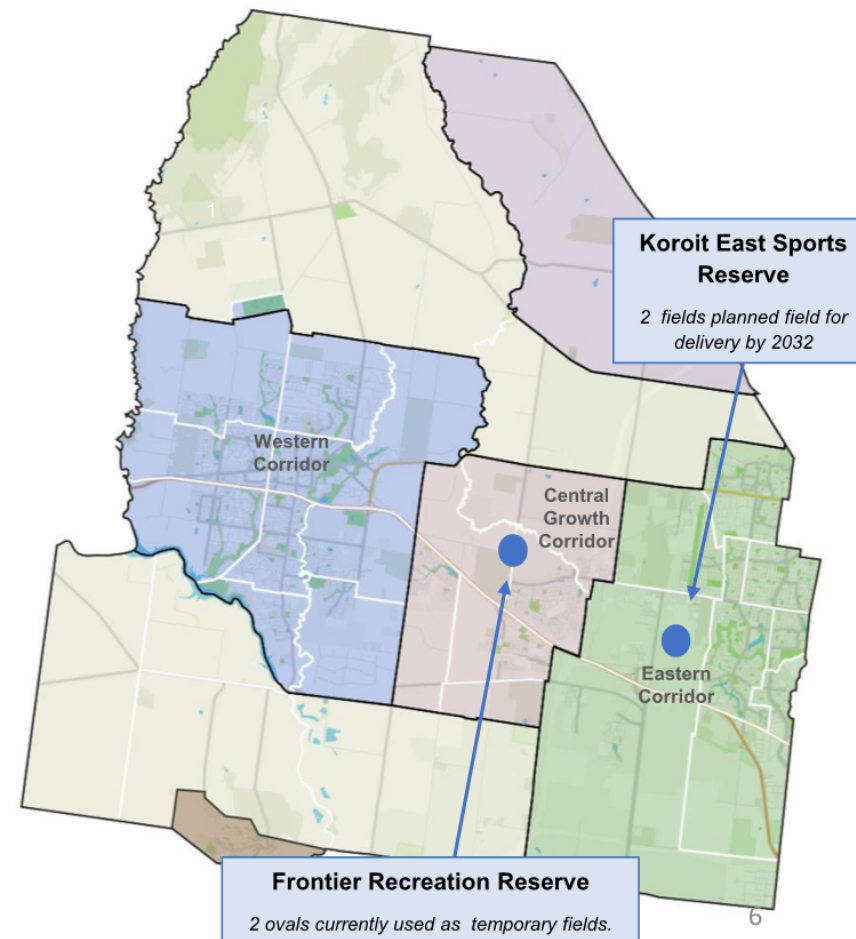 1
Koroit East Sports
Reserve
2 fields planned field for
delivery by 2032
Western
Corridor
Central
Growth
Corridor
Eastern
Corridor
Frontier Recreation Reserve
2 ovals currently used as temporary fields.
6